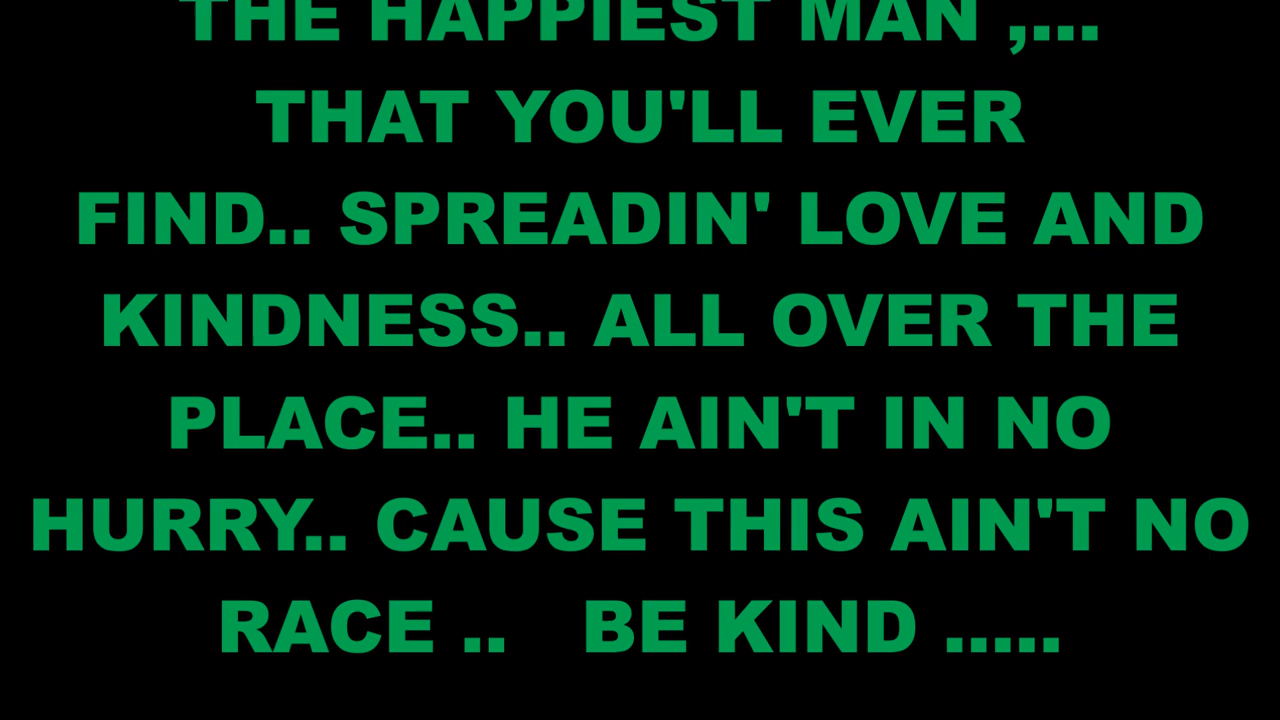 THE HAPPIEST MAN ,...
THAT YOU'LL EVER
FIND.. SPREADIN' LOVE AND
KINDNESS.. ALL OVER THE
PLACE.. HE AIN'T IN NO
HURRY.. CAUSE THIS AIN'T NO
RACE ..   BE KIND .....